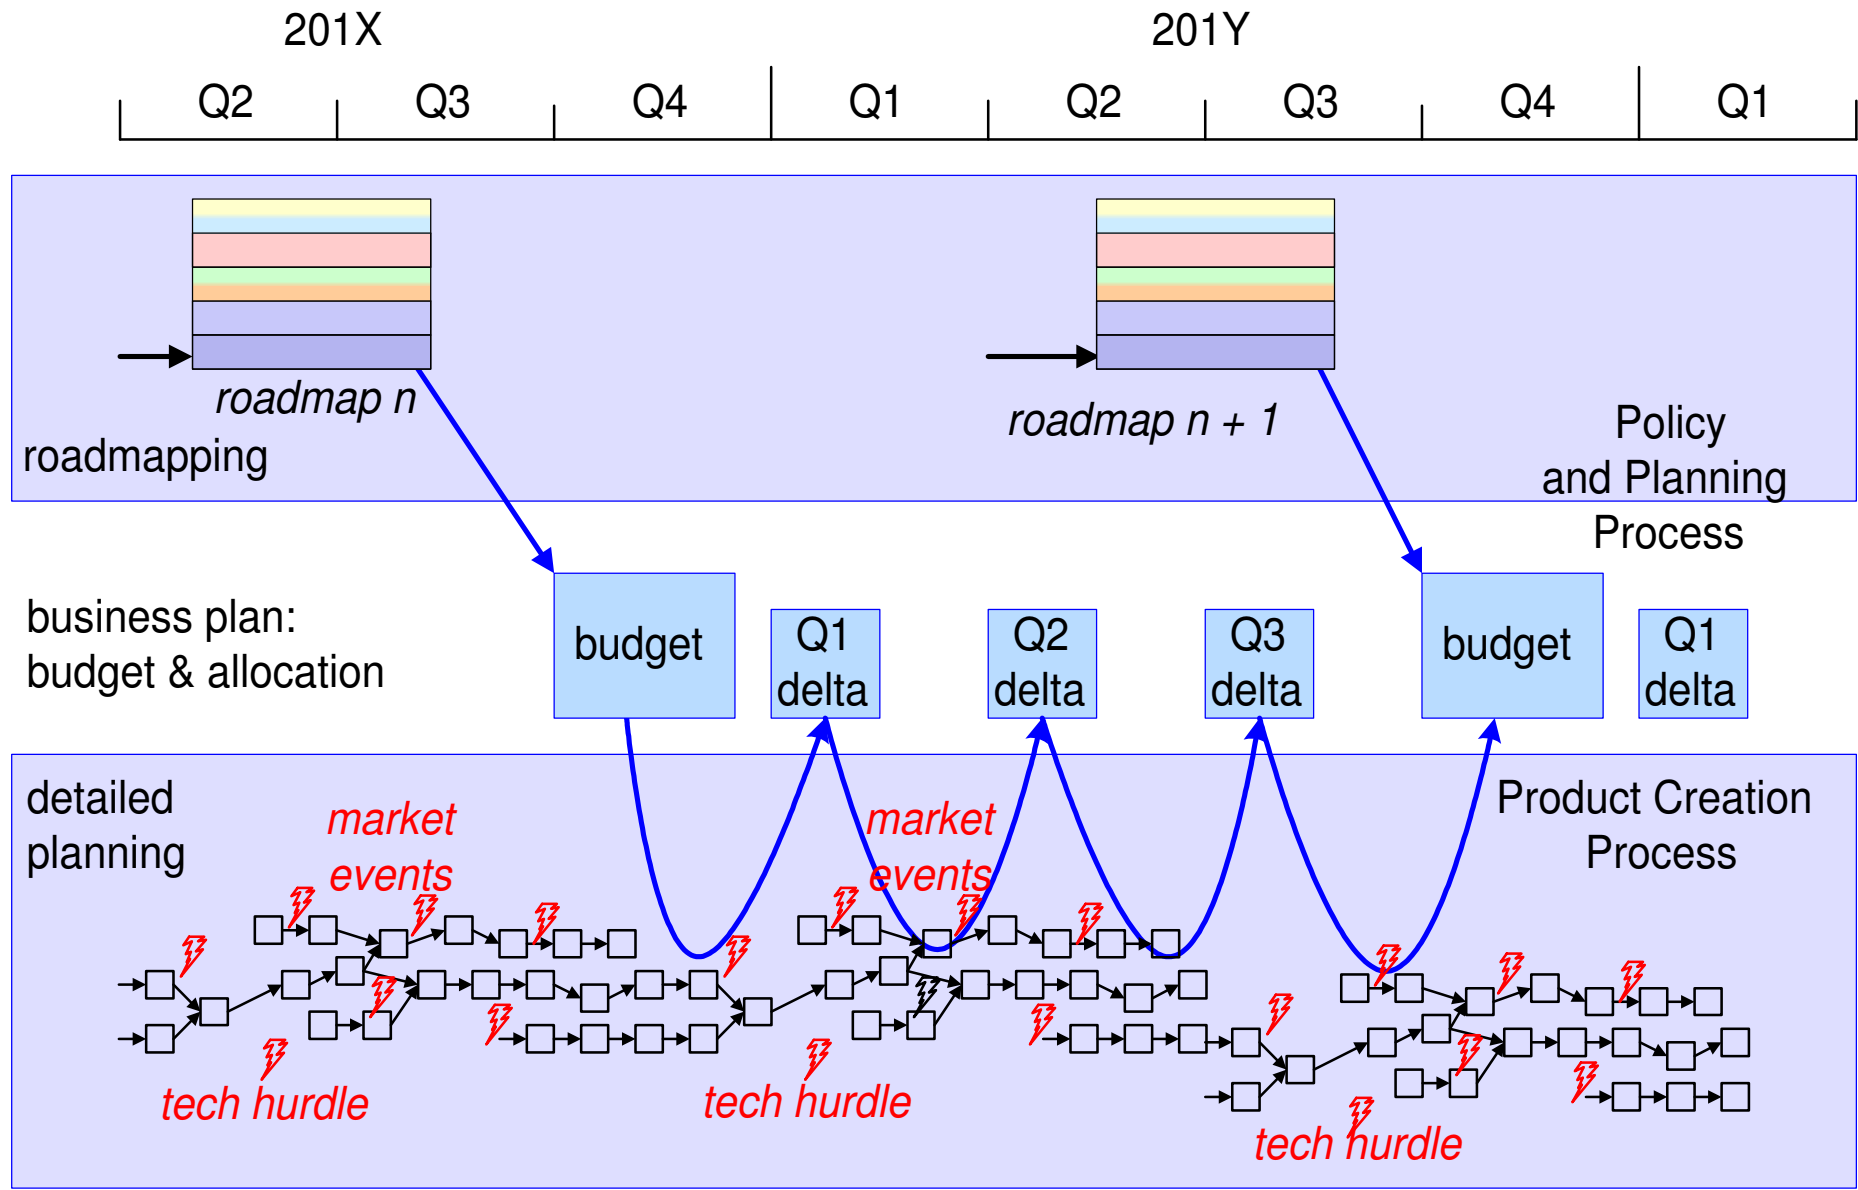 201X 201Y
Q2 Q3 Q4 Q1 Q2 Q3 Q4 Q1
roadmap n
roadmap n + 1
roadmapping
Policy
and Planning
Process
business plan:
budget & allocation
budget
Q1
delta
Q2
delta
Q3
delta
budget
Q1
delta
detailed
planning
market
events
market
events
Product Creation
Process
tech hurdle
tech hurdle
tech hurdle